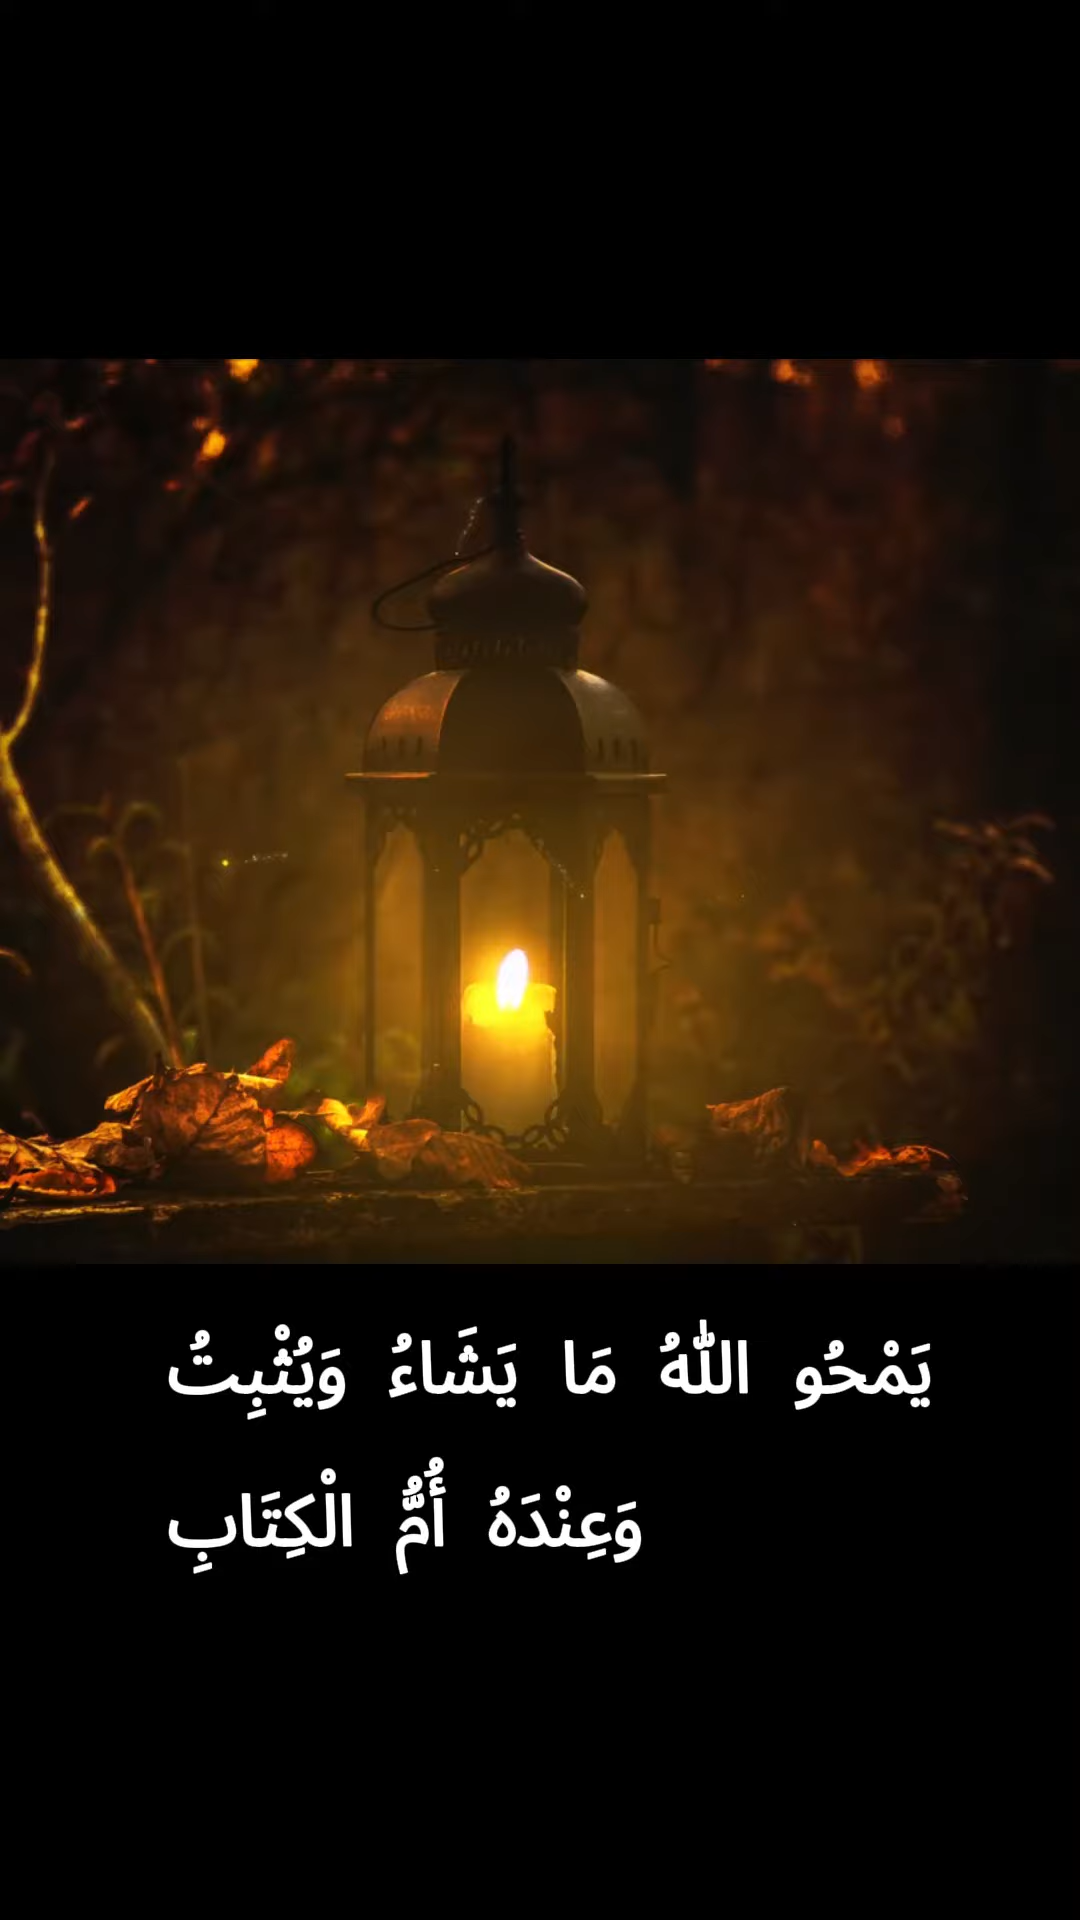 يَمْحُو اللّٰهُ مَا يَشَاءُ وَيُثْبِتُ
وَعِنْدَهُ أُمُّ الْكِتَابِ